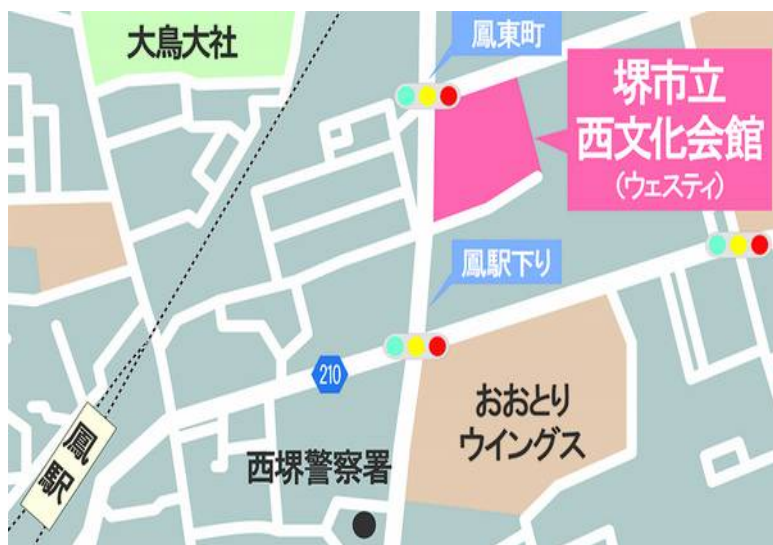 大鳥大社
鳳東町
堺市立
西文化会館
(ウェスティ)
鳳駅下り
210
おおとり
ウイングス
鳳駅
西堺警察署